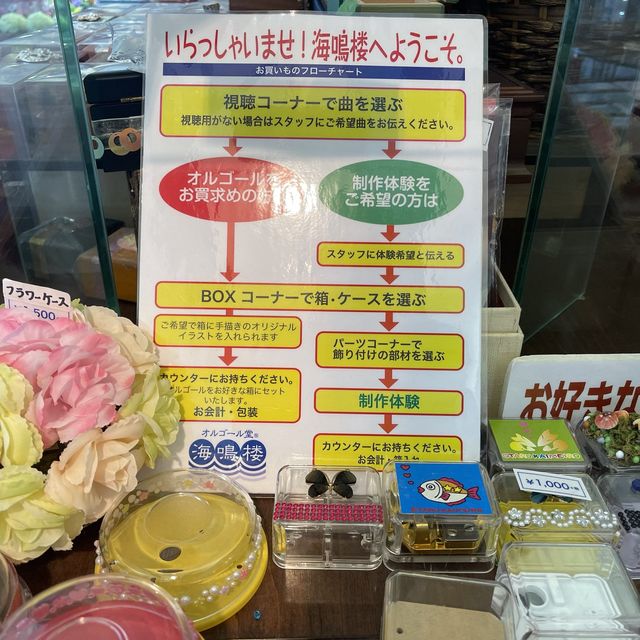 いらっしゃいませ！海鳴楼へようこそ。
お買いものフローチャート
視聴コーナーで曲を選ぶ
視聴用がない場合はスタッフにご希望曲をお伝えください。
オルゴールを
お買求めの
制作体験を
ご希望の方は
スタッフに体験希望と伝える
BOX コーナーで箱・ケースを選ぶ
ご希望で箱に手描きのオリジナル
イラストを入れられます
パーツコーナーで
飾り付けの部材を選ぶ
カウンターにお持ちください。
オルゴールをお好きな箱にセット
いたします。
お会計・包装
制作体験
カウンターにお持ちください。
お会計
オルゴール堂®
海鳴楼
フラワーケース
500
お好きな
¥1,000-